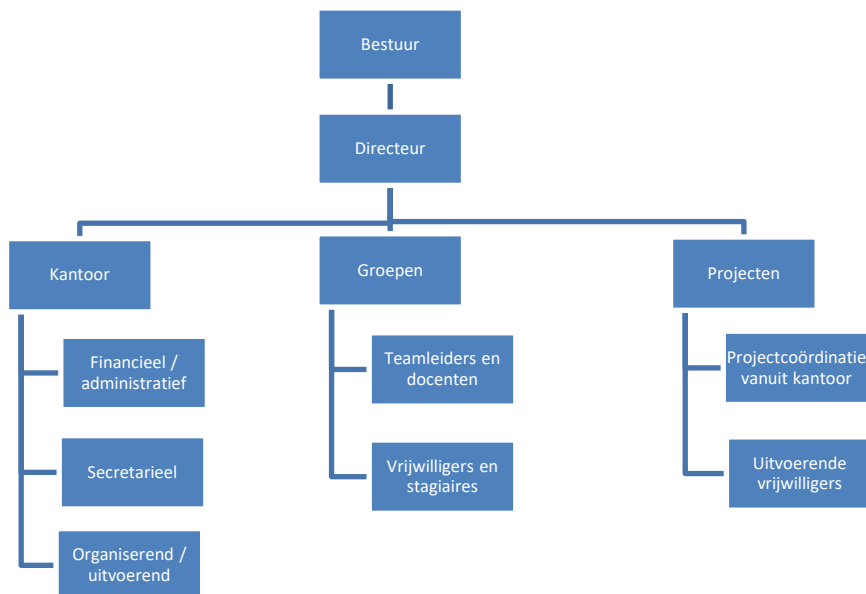 Bestuur
Directeur
Kantoor
Groepen
Projecten
Financieel /
administratief
Teamleiders en
docenten
Projectcoördinatie
vanuit kantoor
Secretarieel
Vrijwilligers en
stagiaires
Uitvoerende
vrijwilligers
Organiserend /
uitvoerend